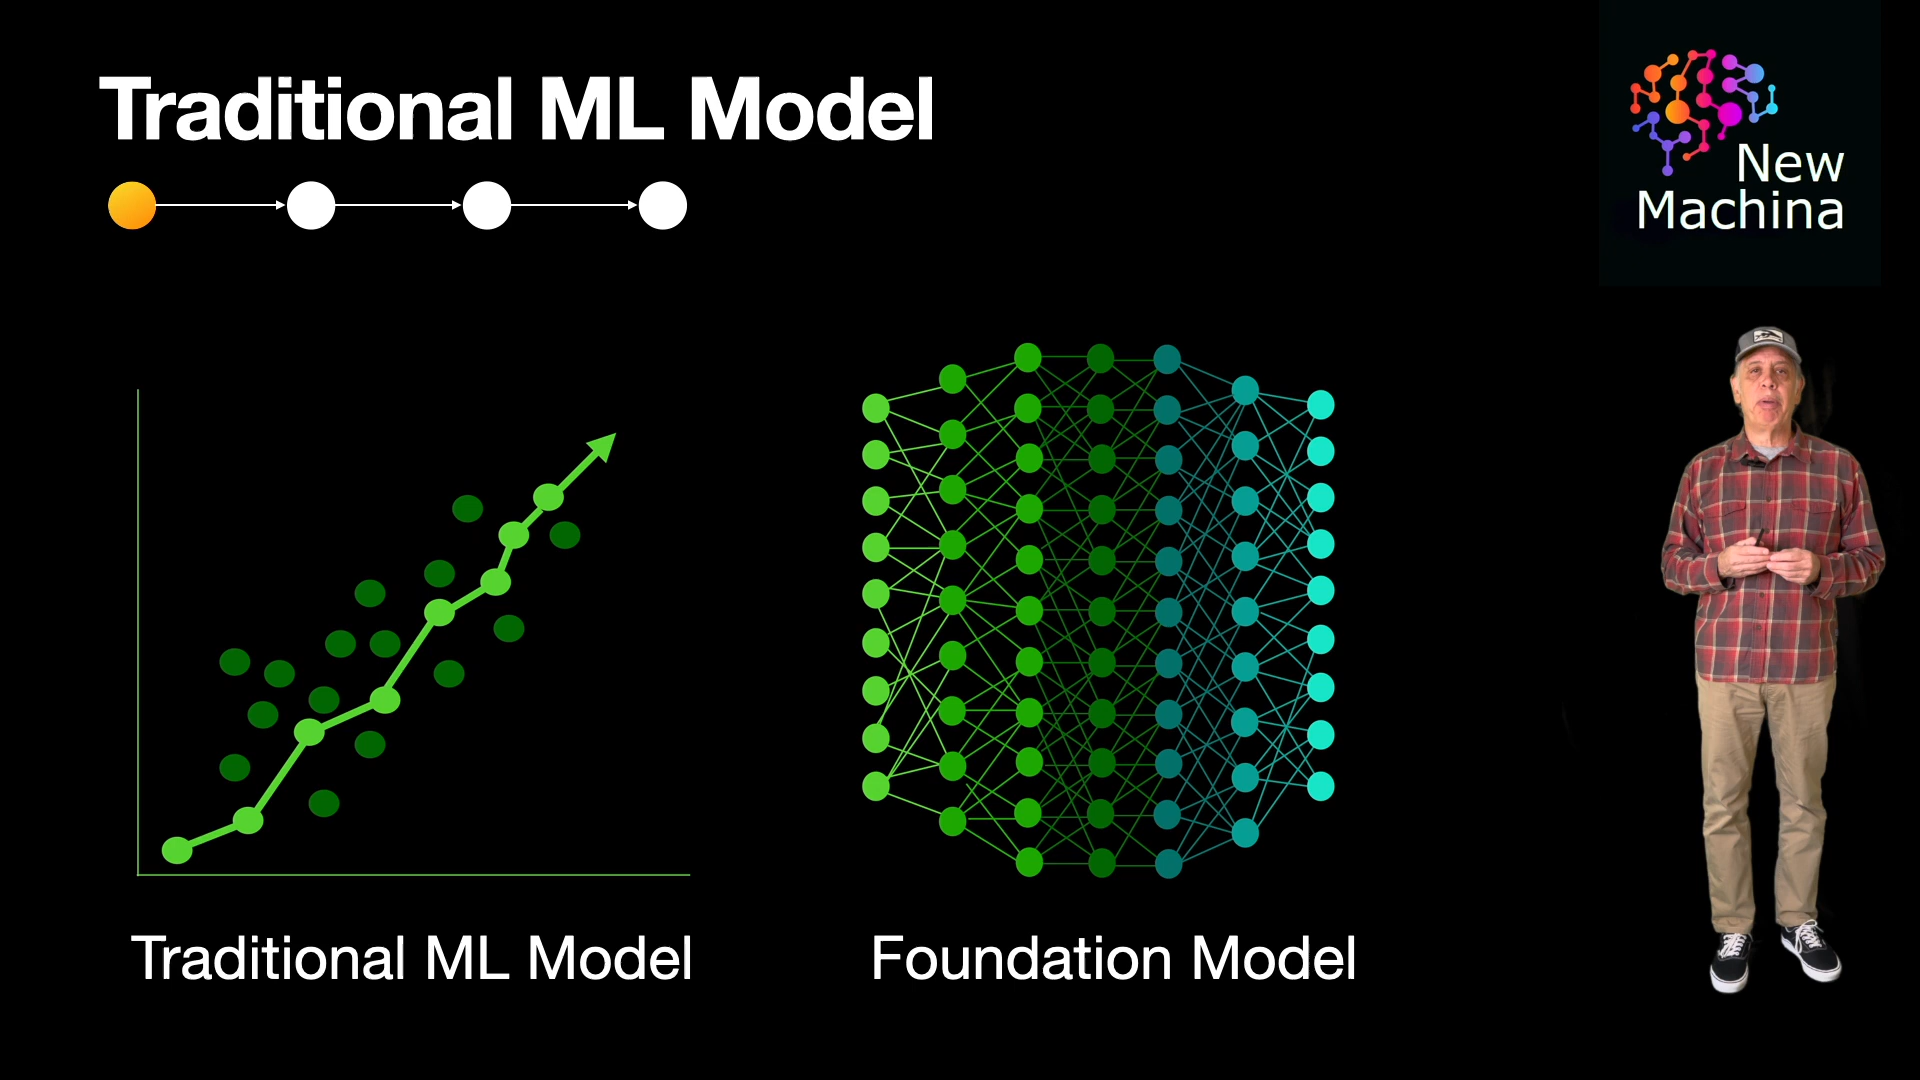 Traditional ML Model
New
Machina
Traditional ML Model
Foundation Model